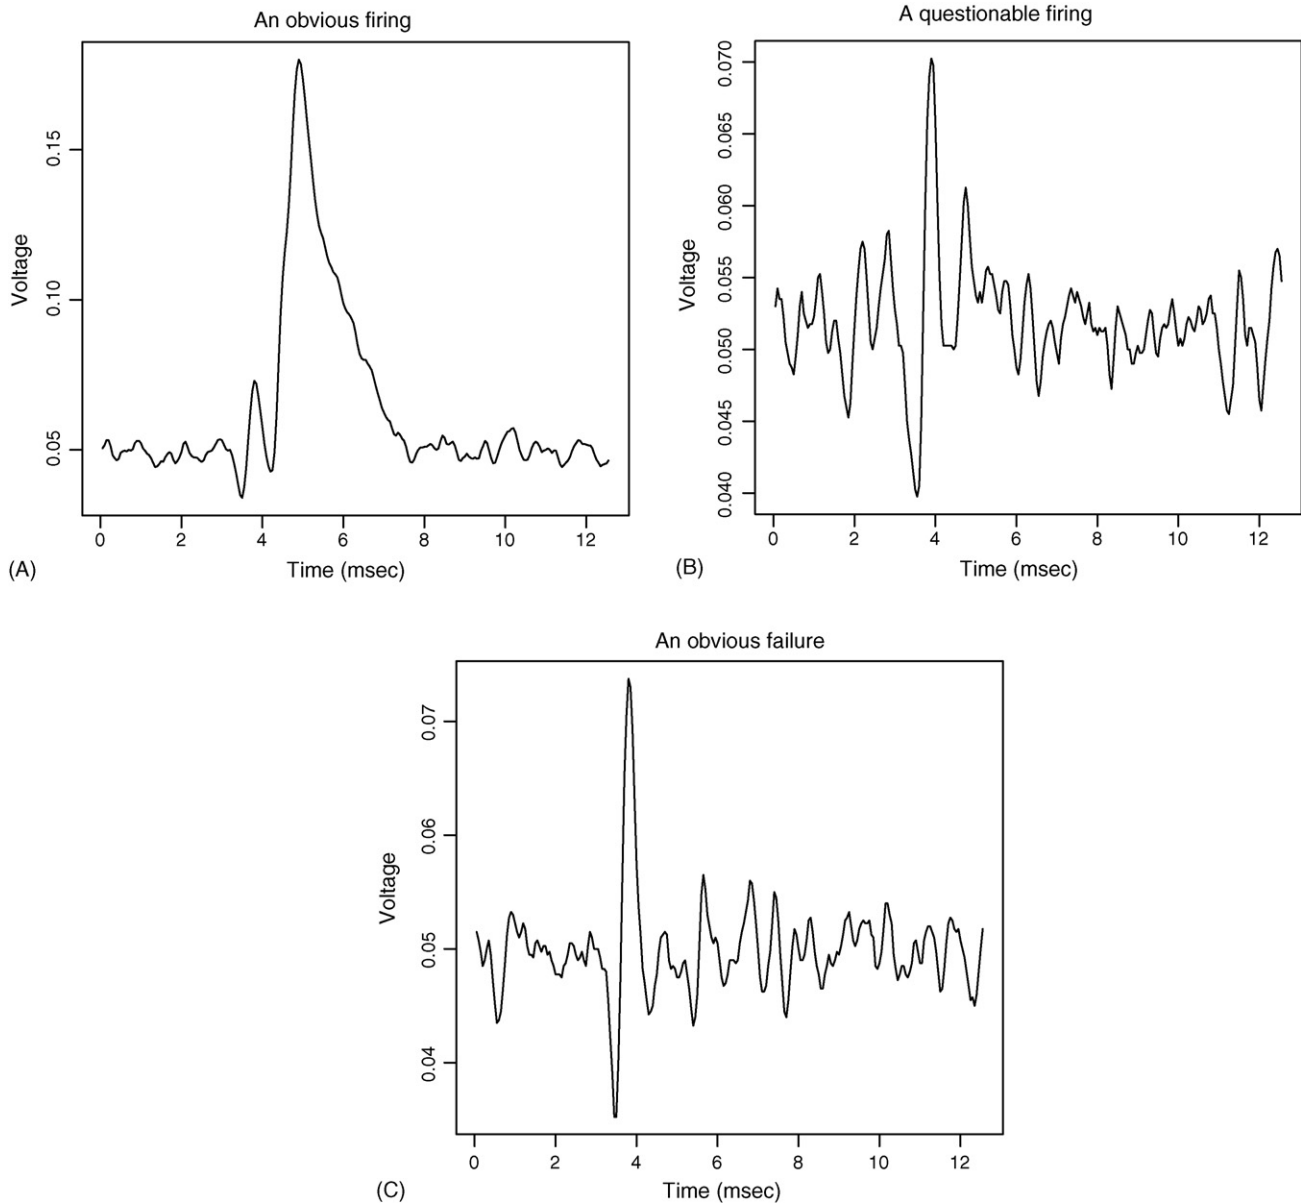 An obvious firing
Voltage
0.15
0.10
0.05
0 2 4 6 8 10 12
Time (msec)
(A)
A questionable firing
Voltage
0.070
0.065
0.060
0.055
0.050
0.045
0.040
0 2 4 6 8 10 12
Time (msec)
(B)
An obvious failure
Voltage
0.07
0.06
0.05
0.04
0 2 4 6 8 10 12
Time (msec)
(C)